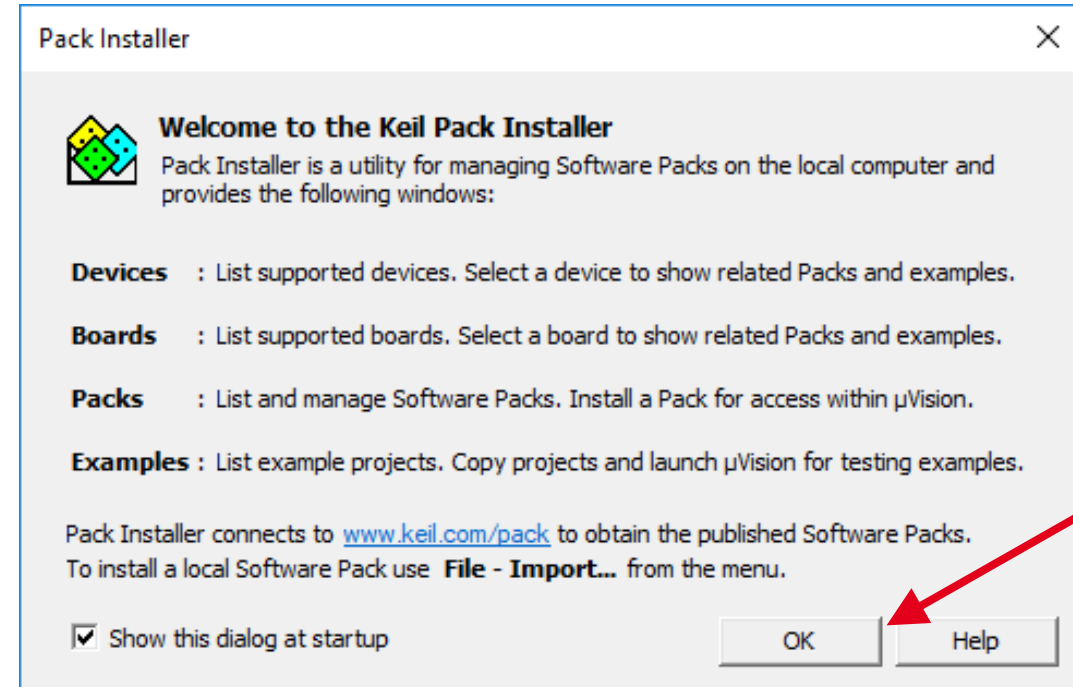 Pack Installer
Welcome to the Keil Pack Installer
Pack Installer is a utility for managing Software Packs on the local computer and
provides the following windows:
Devices : List supported devices. Select a device to show related Packs and examples.
Boards : List supported boards. Select a board to show related Packs and examples.
Packs : List and manage Software Packs. Install a Pack for access within µVision.
Examples : List example projects. Copy projects and launch µVision for testing examples.
Pack Installer connects to www.keil.com/pack to obtain the published Software Packs.
To install a local Software Pack use File - Import... from the menu.
Show this dialog at startup OK Help